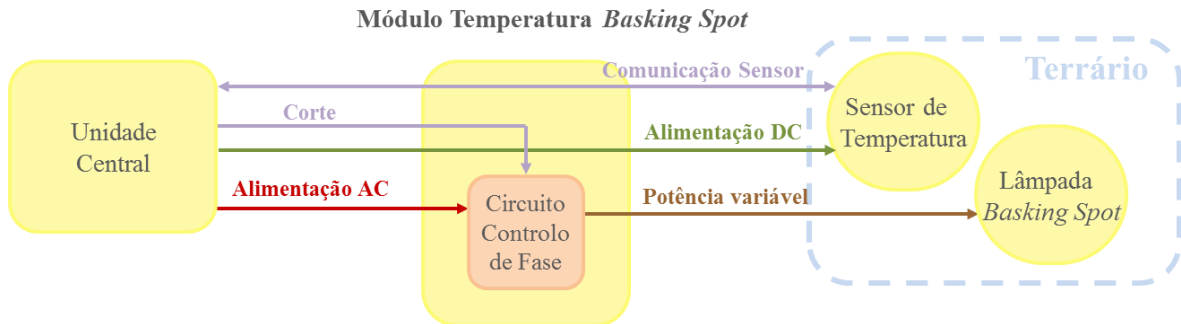 Módulo Temperatura Basking Spot
Comunicação Sensor
Terrário
Unidade
Central
Corte
Alimentação DC
Sensor de
Temperatura
Alimentação AC
Circuito
Controlo
de Fase
Potência variável
Lâmpada
Basking Spot